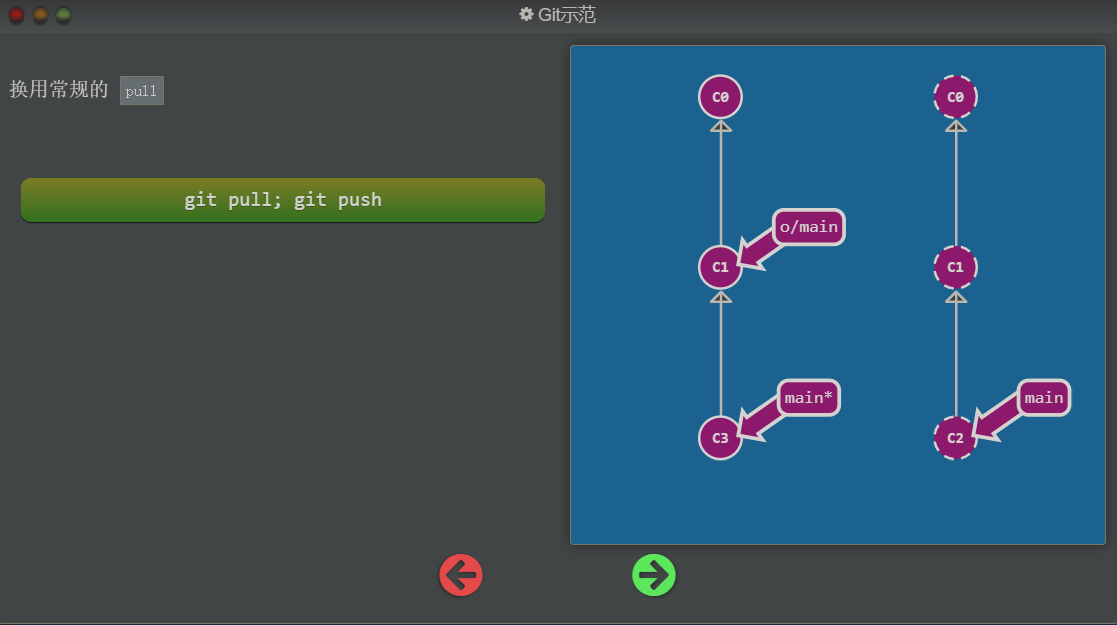 Git示范
换用常规的 pull
git pull; git push
C0
C0
o/main
C1
C1
main*
main
C3
C2